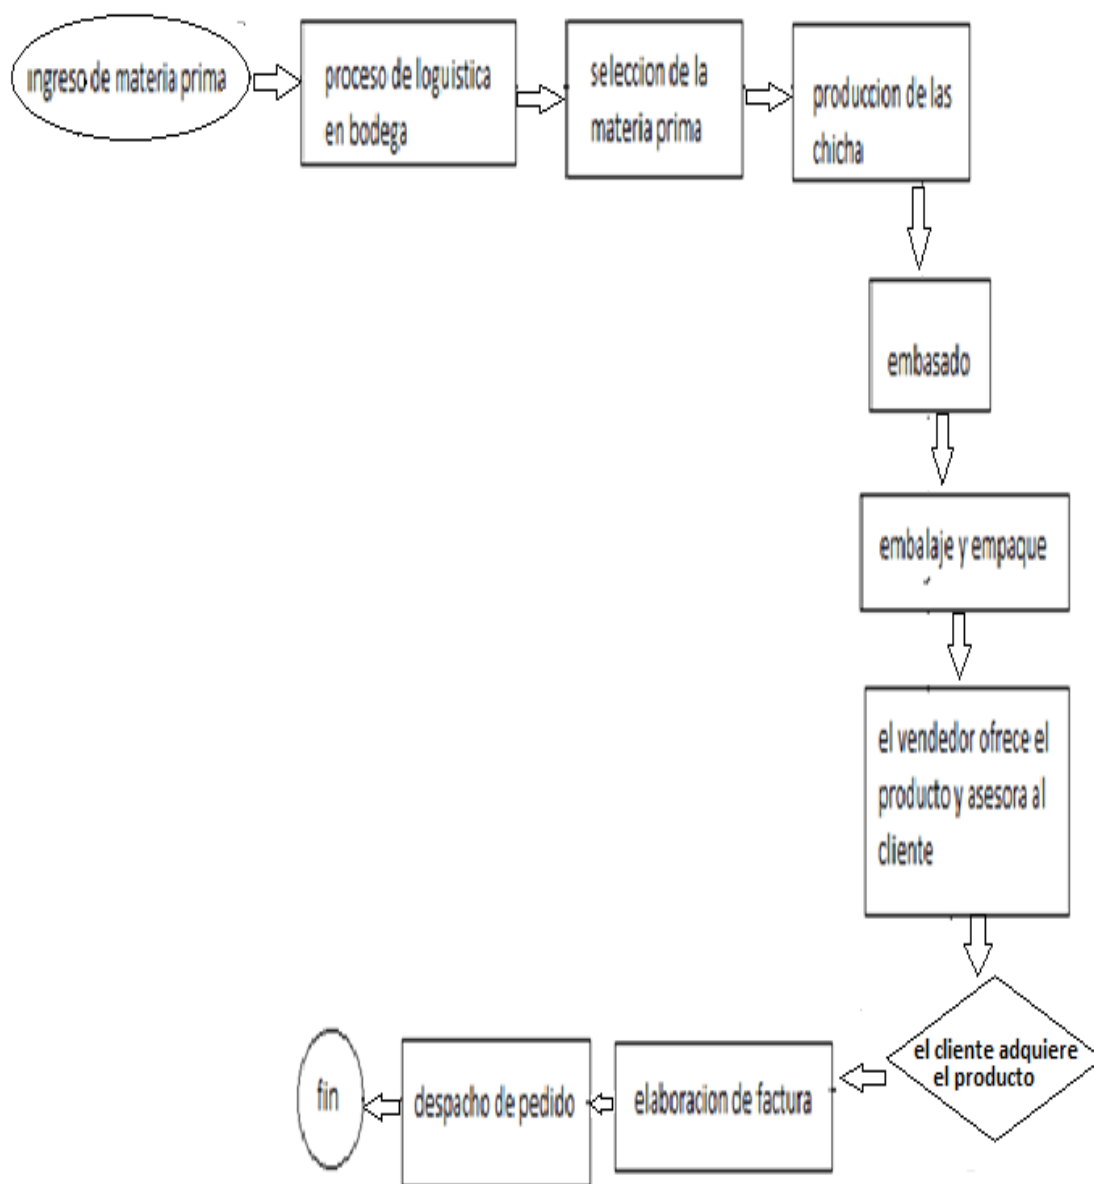 ingreso de materia prima
proceso de loguistica
en bodega
seleccion de la
materia prima
produccion de las
chicha
embasado
embalaje y empaque
el vendedor ofrece el
producto y asesora al
cliente
el cliente adquiere
el producto
elaboracion de factura
despacho de pedido
fiin